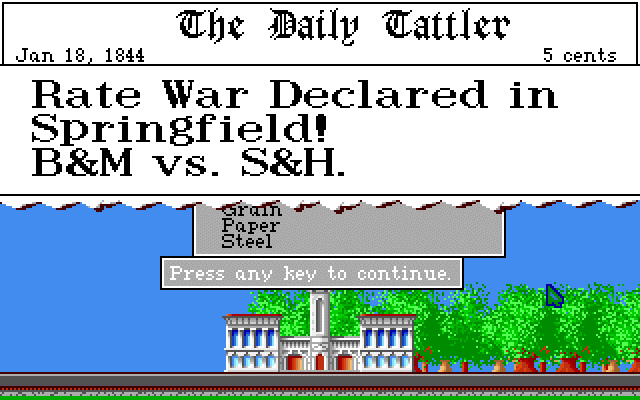 The Daily Tattler
Jan 18, 1844 5 cents
Rate War Declared in
Springfield!
B&M vs. S&H.
Grain
Paper
Steel
Press any key to continue.